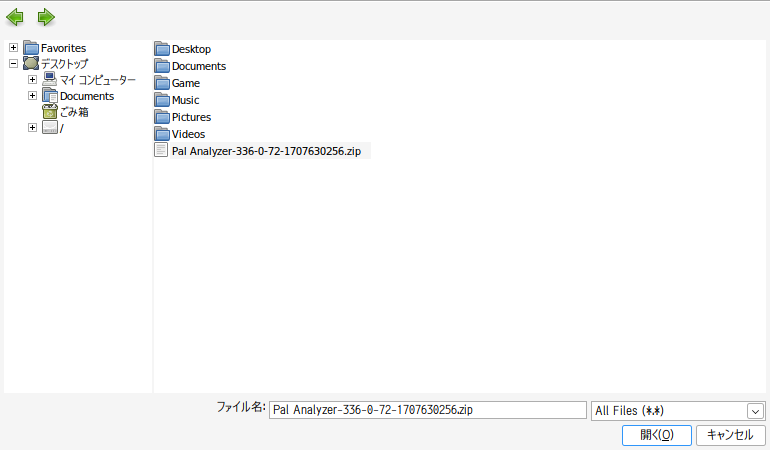 Favorites
デスクトップ
マイ コンピューター
Documents
ごみ箱
/
Desktop
Documents
Game
Music
Pictures
Videos
Pal Analyzer-336-0-72-1707630256.zip
ファイル名: Pal Analyzer-336-0-72-1707630256.zip All Files (*.*)
開く(O) キャンセル